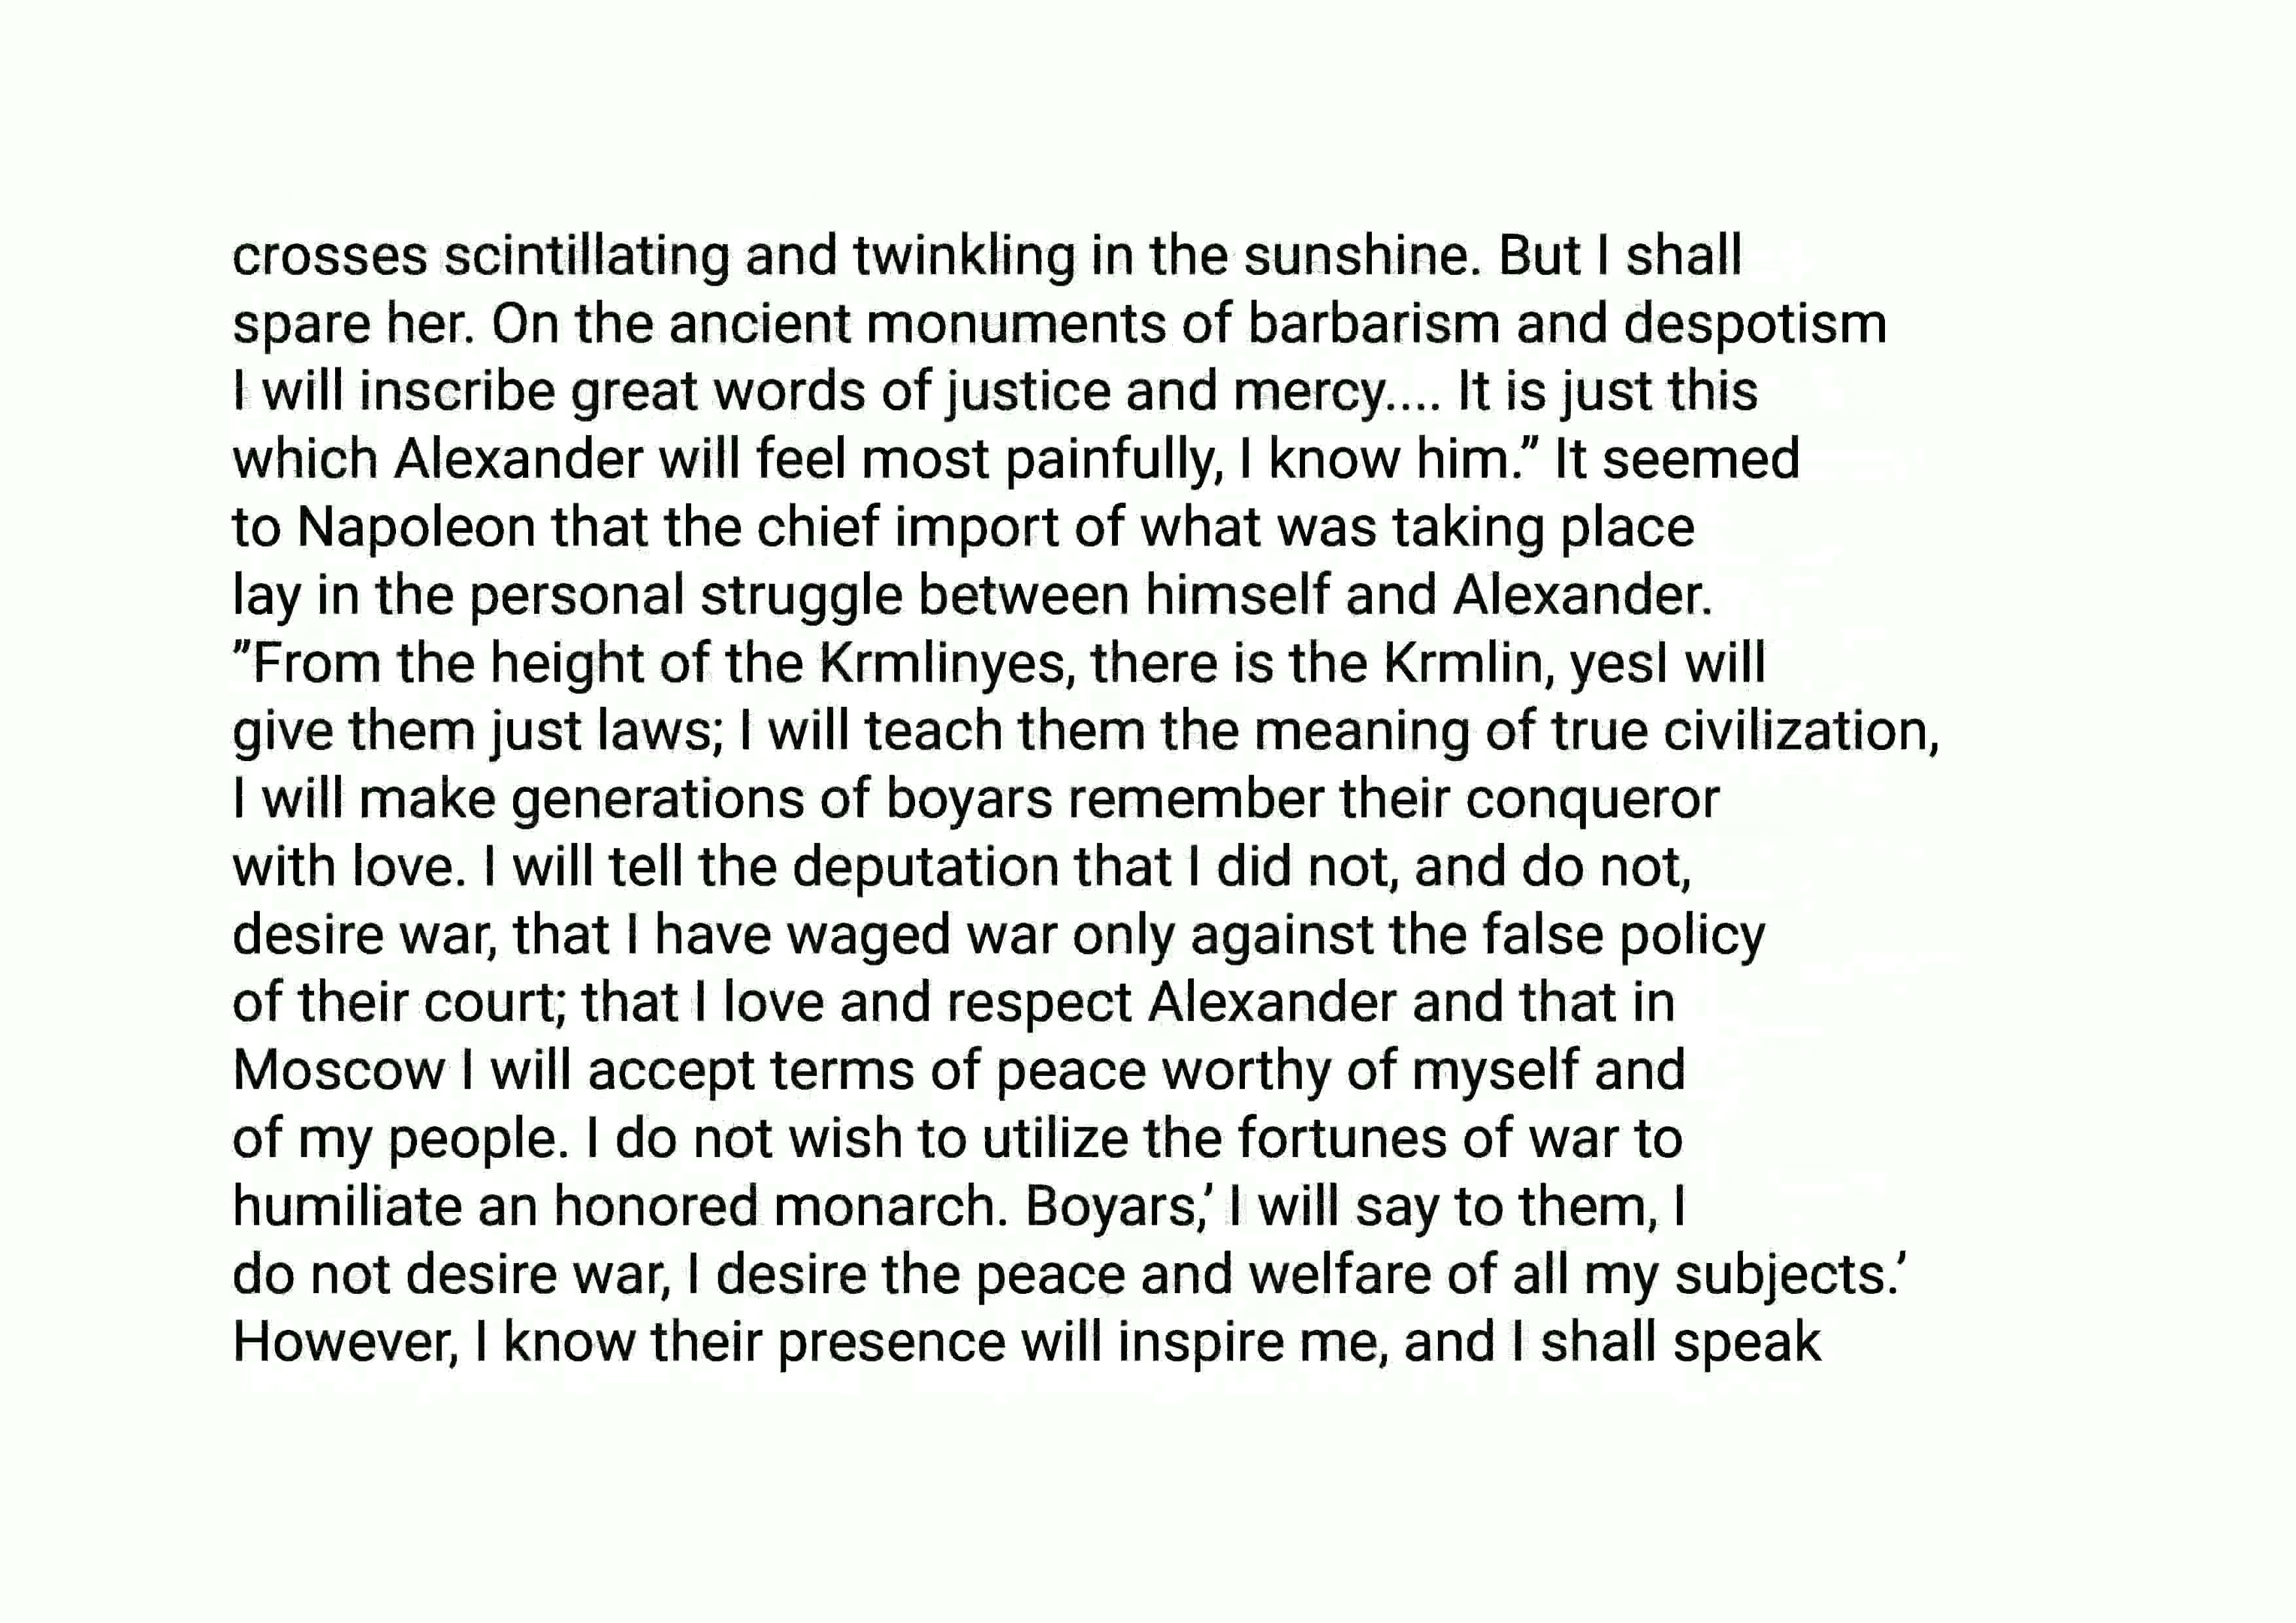 crosses scintillating and twinkling in the sunshine. But I shall
spare her. On the ancient monuments of barbarism and despotism
I will inscribe great words of justice and mercy.... It is just this
which Alexander will feel most painfully, I know him.” It seemed
to Napoleon that the chief import of what was taking place
lay in the personal struggle between himself and Alexander.
”From the height of the Krmlinyes, there is the Krmlin, yesI will
give them just laws; I will teach them the meaning of true civilization,
I will make generations of boyars remember their conqueror
with love. I will tell the deputation that I did not, and do not,
desire war, that I have waged war only against the false policy
of their court; that I love and respect Alexander and that in
Moscow I will accept terms of peace worthy of myself and
of my people. I do not wish to utilize the fortunes of war to
humiliate an honored monarch. Boyars,’ I will say to them, I
do not desire war, I desire the peace and welfare of all my subjects.’
However, I know their presence will inspire me, and I shall speak